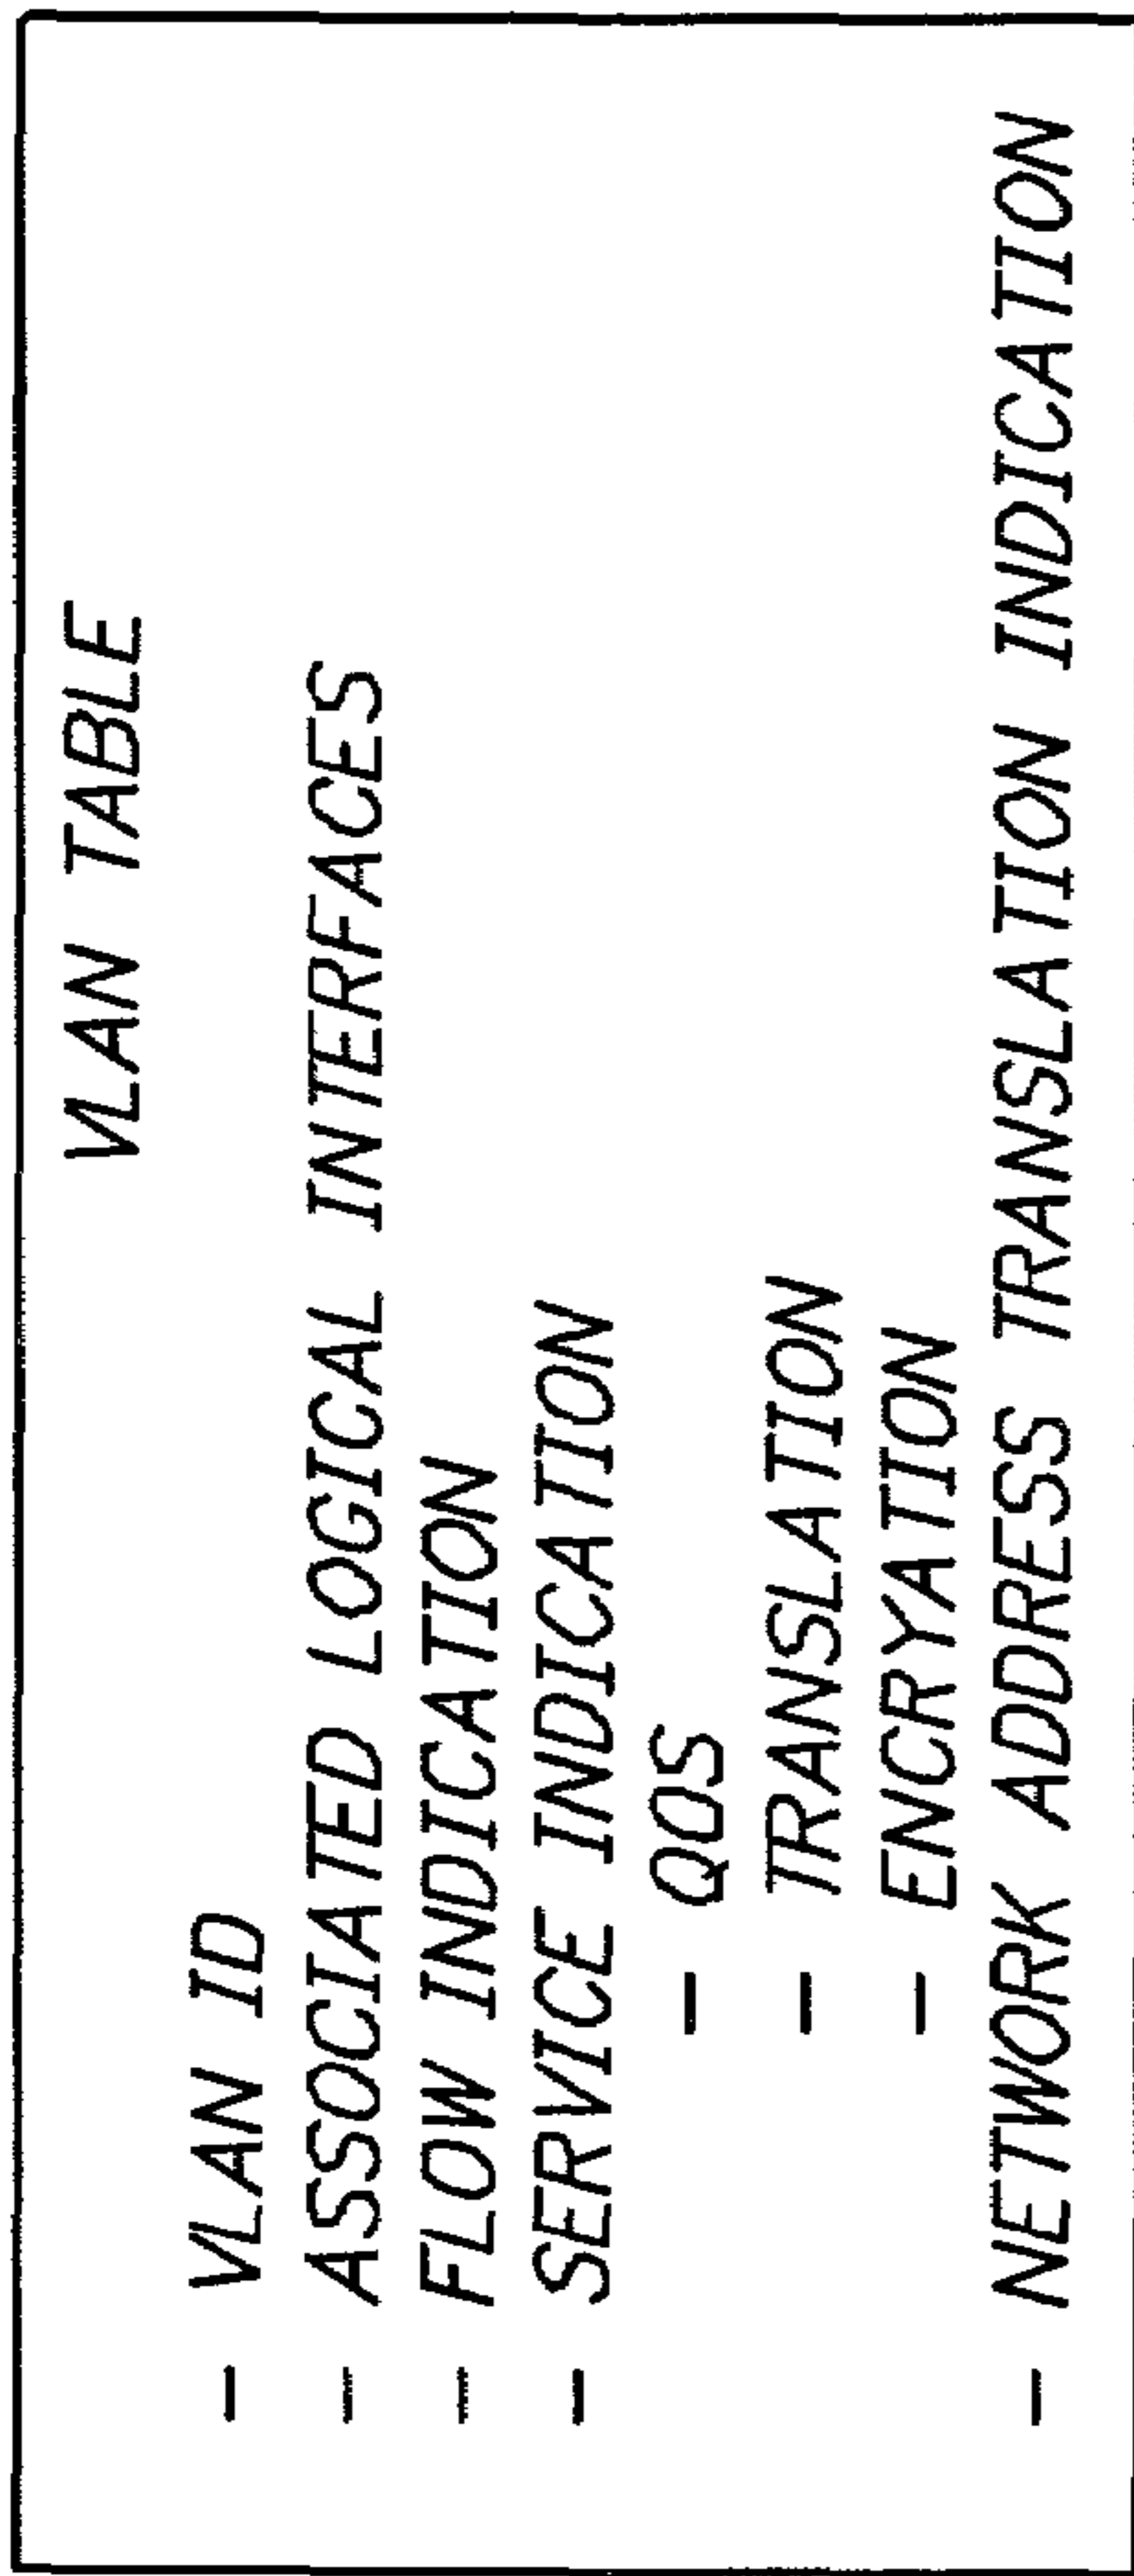 VLAN TABLE
- VLAN ID
- ASSOCIATED LOGICAL INTERFACES
- FLOW INDICATION
- SERVICE INDICATION
- QOS
- TRANSLATION
- ENCRYATION
- NETWORK ADDRESS TRANSLATION INDICATION